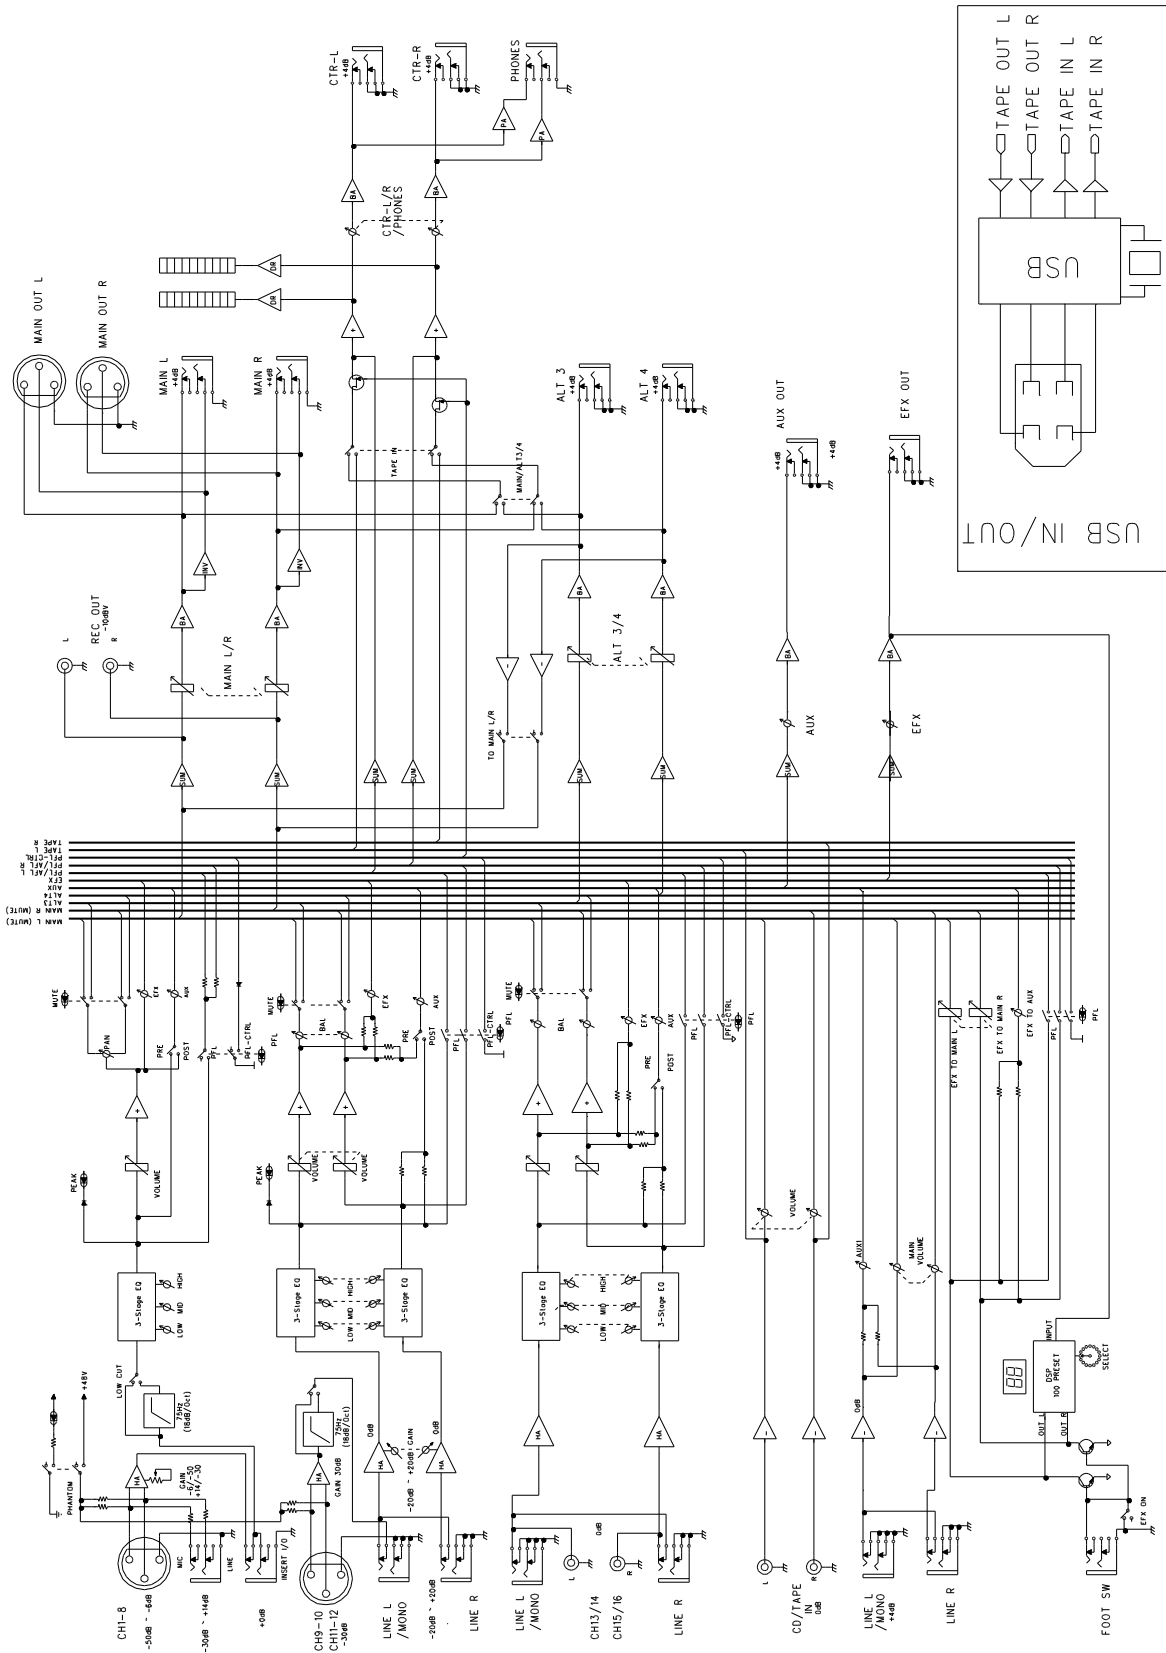 CTR-L
+4dB
CTR-R
+4dB
PHONES
PA
PA
BA
BA
CTR-L/R
/PHONES
DR
DR
+
+
MAIN OUT L
MAIN OUT R
MAIN L
+4dB
MAIN R
+4dB
TAPE IN
MAIN/ALT3/4
ALT 3
+4dB
ALT 4
+4dB
AUX OUT
+4dB
+4dB
EFX OUT
INV
INV
BA
BA
REC OUT
-10dBV
L
R
MAIN L/R
SUM
SUM
SUM
SUM
TO MAIN L/R
-
-
BA
BA
ALT 3/4
SUM
SUM
BA
AUX
SUM
BA
EFX
SUM
TAPE OUT L
TAPE OUT R
TAPE IN L
TAPE IN R
USB
USB IN/OUT
TAPE R
TAPE L
PFL-CTRL
PFL/AFL R
PFL/AFL L
EFX
AUX
ALT4
ALT3
MAIN R (MUTE)
MAIN L (MUTE)
MUTE
PAN
EFX
AUX
PRE
POST
PFL
PFL-CTRL
PFL
+
PEAK
VOLUME
3-Stage EQ
LOW
MID
HIGH
LOW CUT
75Hz
(18dB/Oct)
+48V
PHANTOM
HA
GAIN
-6/-50
+14/-30
MIC
LINE
INSERT I/O
CH1-8
-50dB ~ -6dB
-30dB ~ +14dB
+0dB
MUTE
BAL
EFX
AUX
PRE
POST
PFL
PFL-CTRL
PFL
+
+
PEAK
VOLUME
VOLUME
3-Stage EQ
LOW
MID
HIGH
3-Stage EQ
75Hz
(18dB/Oct)
HA
GAIN 30dB
0dB
HA
-20dB ~ +20dB
GAIN
0dB
HA
CH9-10
CH11-12
-30dB
LINE L
/MONO
-20dB ~ +20dB
LINE R
MUTE
BAL
EFX
AUX
PRE
POST
PFL
PFL-CTRL
PFL
+
+
3-Stage EQ
LOW
MID
HIGH
3-Stage EQ
HA
HA
LINE L
/MONO
L
0dB
R
CH13/14
CH15/16
LINE R
VOLUME
-
-
L
R
CD/TAPE
IN
0dB
AUX1
MAIN
VOLUME
0dB
-
-
LINE L
/MONO
+4dB
LINE R
EFX TO MAIN L
EFX TO MAIN R
EFX TO AUX
PFL
PFL
INPUT
DSP
100 PRESET
SELECT
88
OUT L
OUT R
EFX ON
FOOT SW